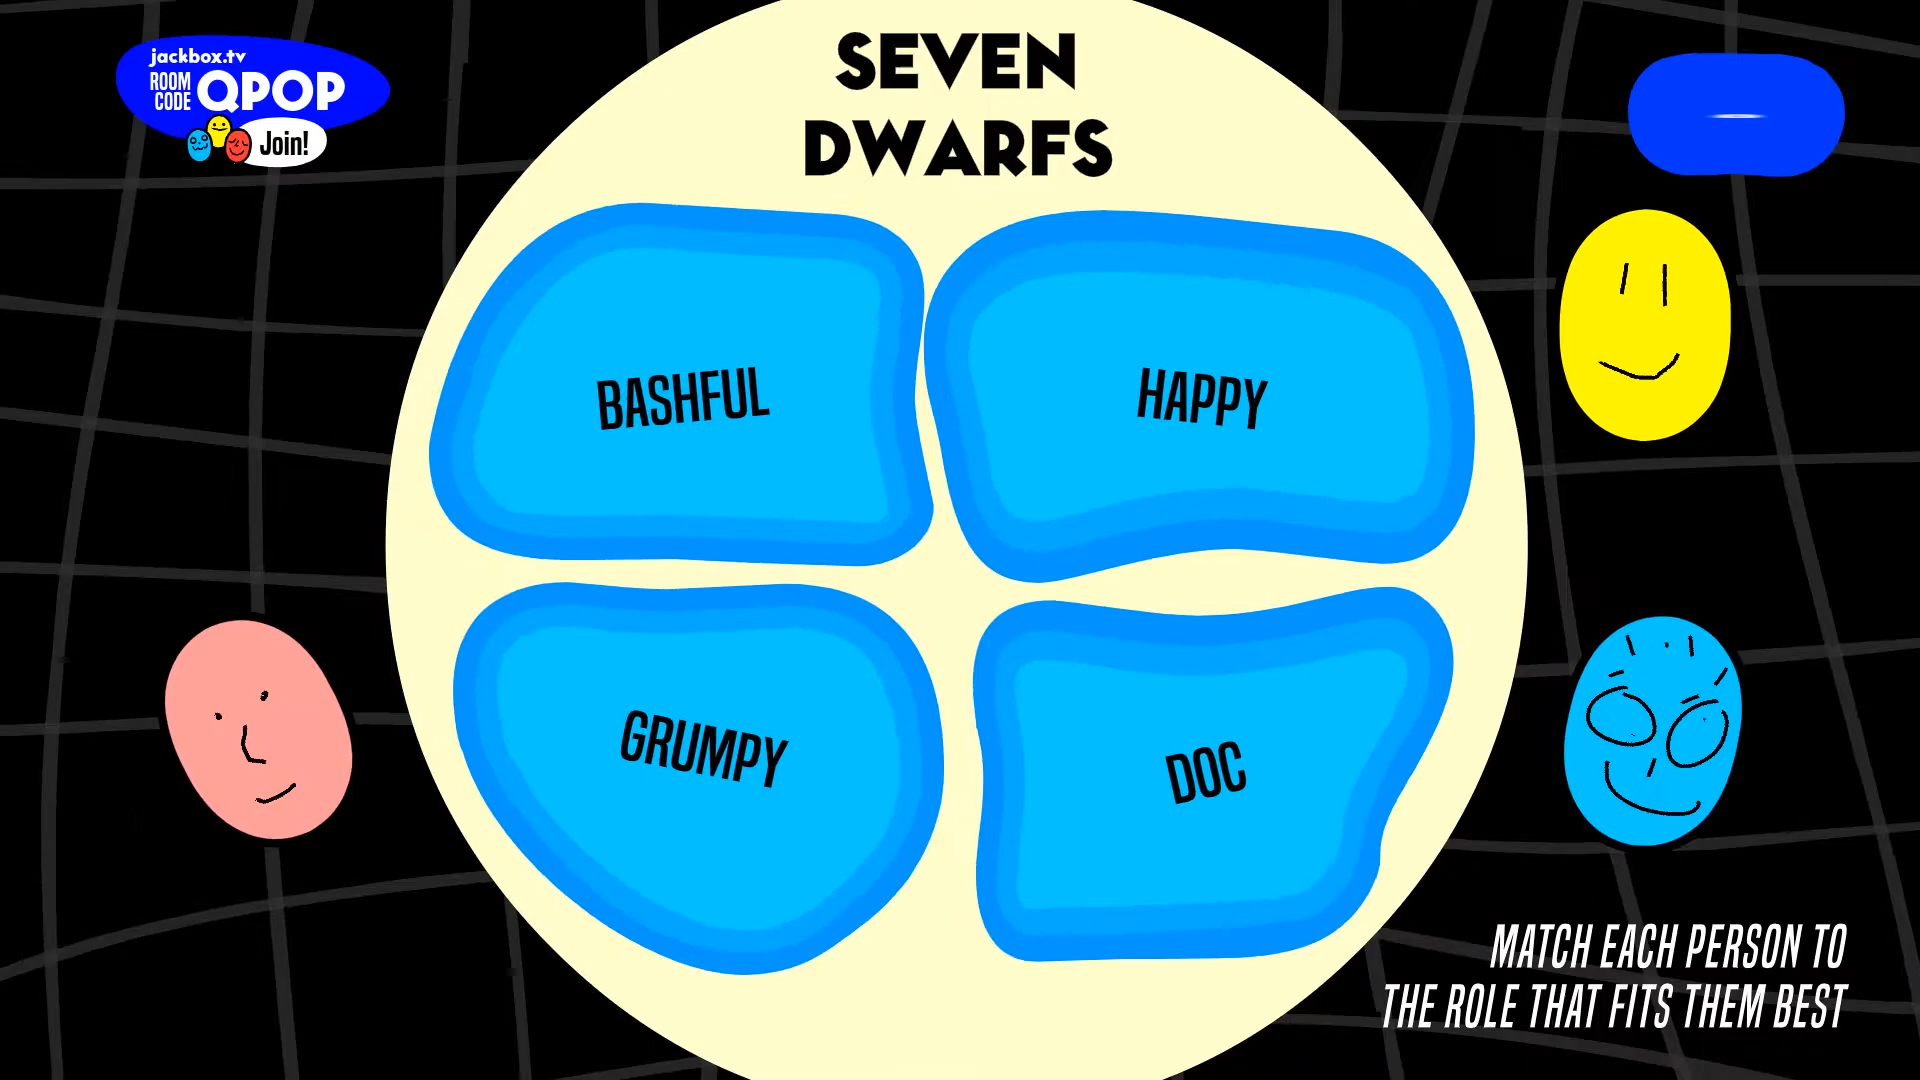 jackbox.tv
ROOM
CODE
QPOP
Join!
SEVEN
DWARFS
BASHFUL
HAPPY
GRUMPY
DOC
MATCH EACH PERSON TO
THE ROLE THAT FITS THEM BEST